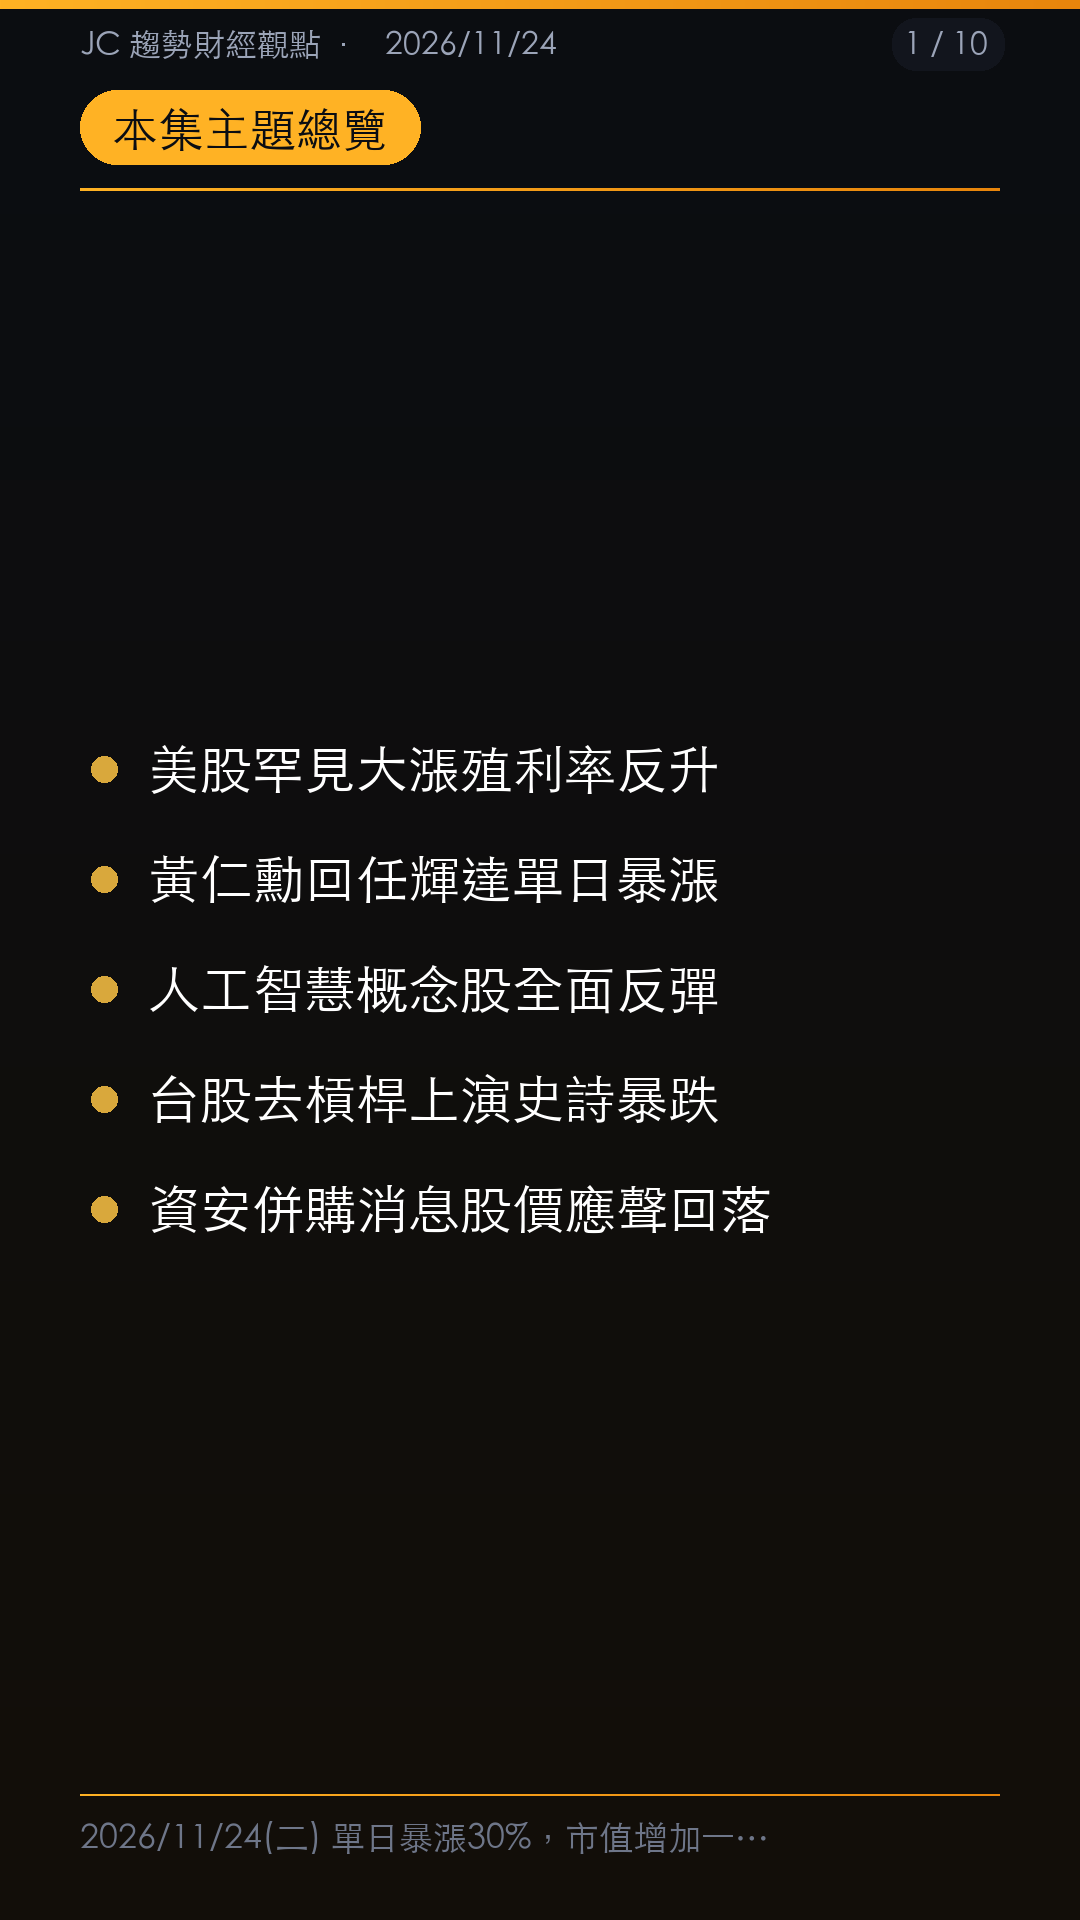 JC 趨勢財經觀點 · 2026/11/24
1 / 10
本集主題總覽
美股罕見大漲殖利率反升
黃仁勳回任輝達單日暴漲
人工智慧概念股全面反彈
台股去槓桿上演史詩暴跌
資安併購消息股價應聲回落
2026/11/24(二) 單日暴漲30%，市值增加一⋯